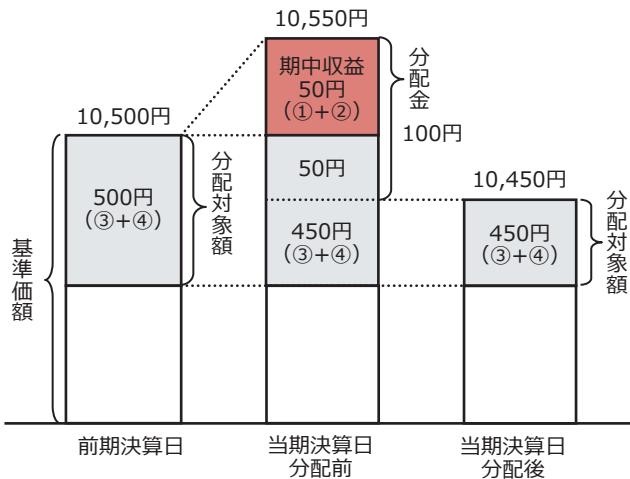 10,550円
期中収益
50円
(①+②)
分配金
100円
10,500円
500円
(③+④)
分配対象額
50円
450円
(③+④)
10,450円
450円
(③+④)
分配対象額
基準価額
前期決算日
当期決算日
分配前
当期決算日
分配後